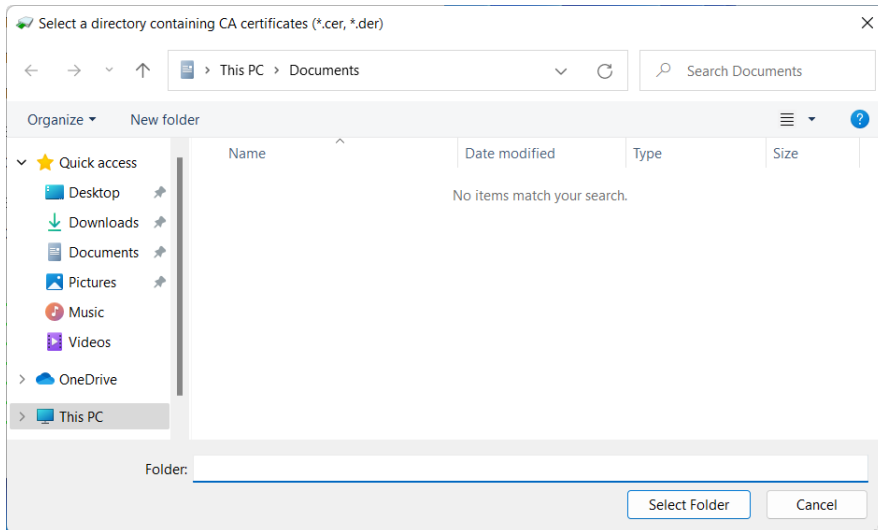 Select a directory containing CA certificates (*.cer, *.der)
This PC > Documents
Search Documents
Organize
New folder
Name
Date modified
Type
Size
No items match your search.
Quick access
Desktop
Downloads
Documents
Pictures
Music
Videos
OneDrive
This PC
Folder:
Select Folder
Cancel